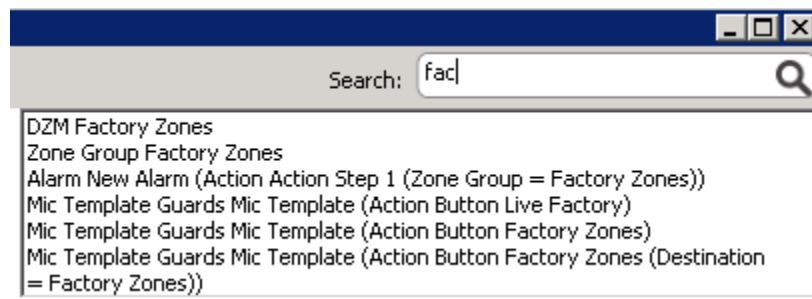 Search: fac
DZM Factory Zones
Zone Group Factory Zones
Alarm New Alarm (Action Action Step 1 (Zone Group = Factory Zones))
Mic Template Guards Mic Template (Action Button Live Factory)
Mic Template Guards Mic Template (Action Button Factory Zones)
Mic Template Guards Mic Template (Action Button Factory Zones (Destination
= Factory Zones))